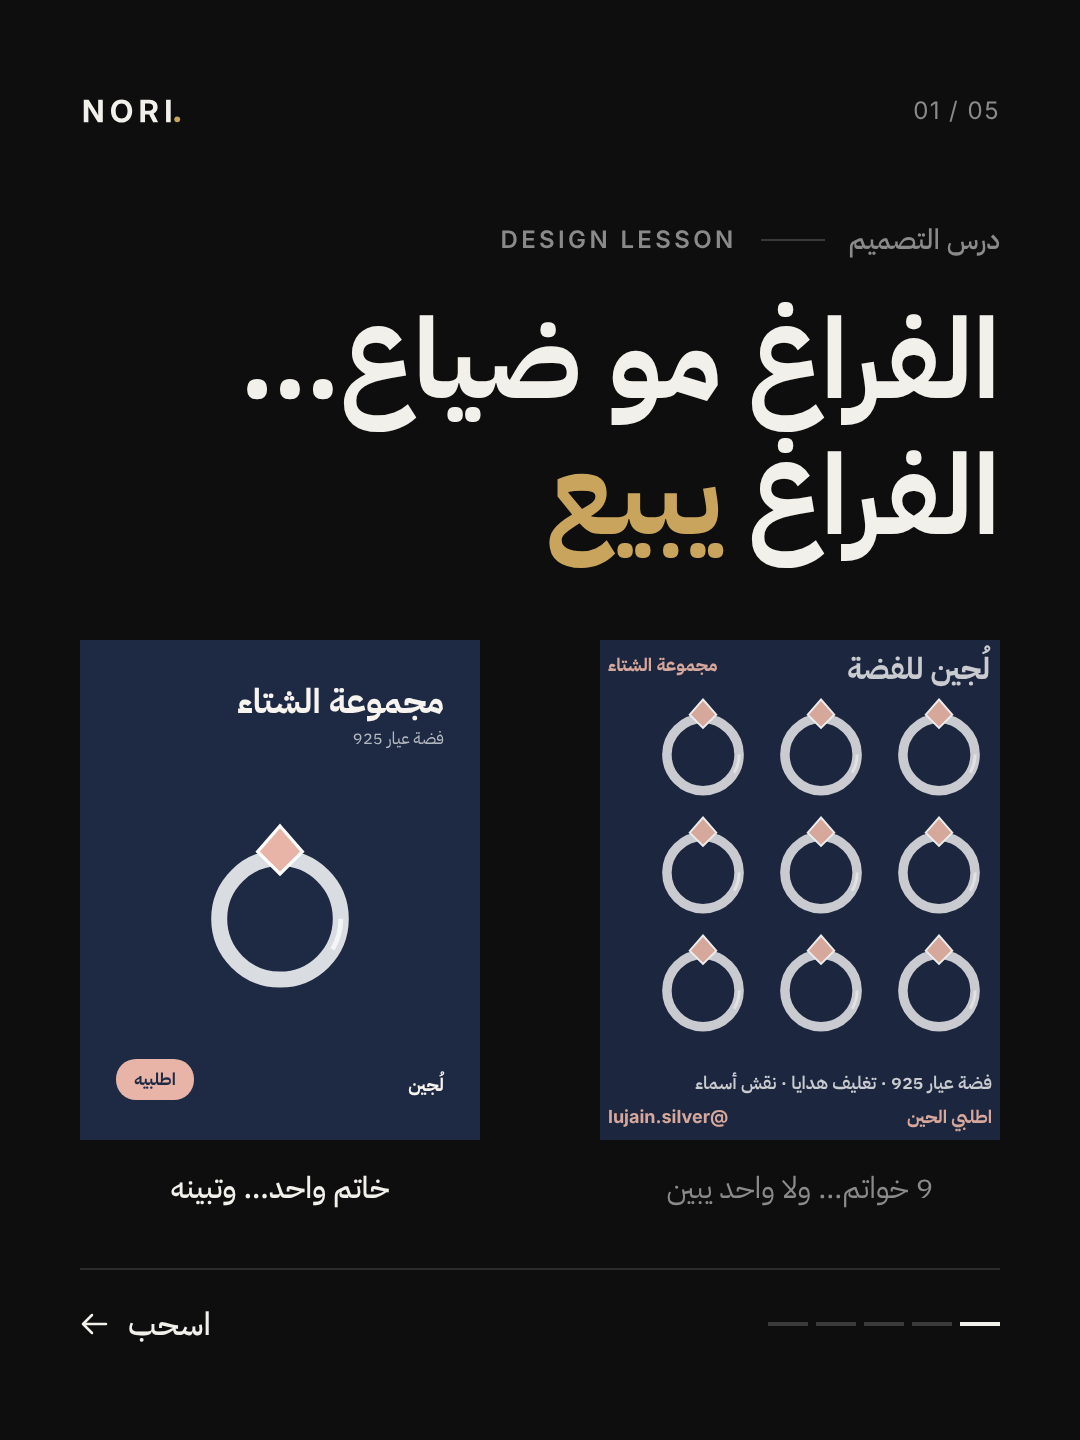 NORI.
01 / 05
درس التصميم — DESIGN LESSON
الفراغ مو ضياع...
الفراغ يبيع
لُجين للفضة
مجموعة الشتاء
فضة عيار 925 · تغليف هدايا · نقش أسماء
اطلبي الحين
@lujain.silver
9 خواتم... ولا واحد يبين
مجموعة الشتاء
فضة عيار 925
لُجين
اطلبيه
خاتم واحد... وتبينه
اسحب ←